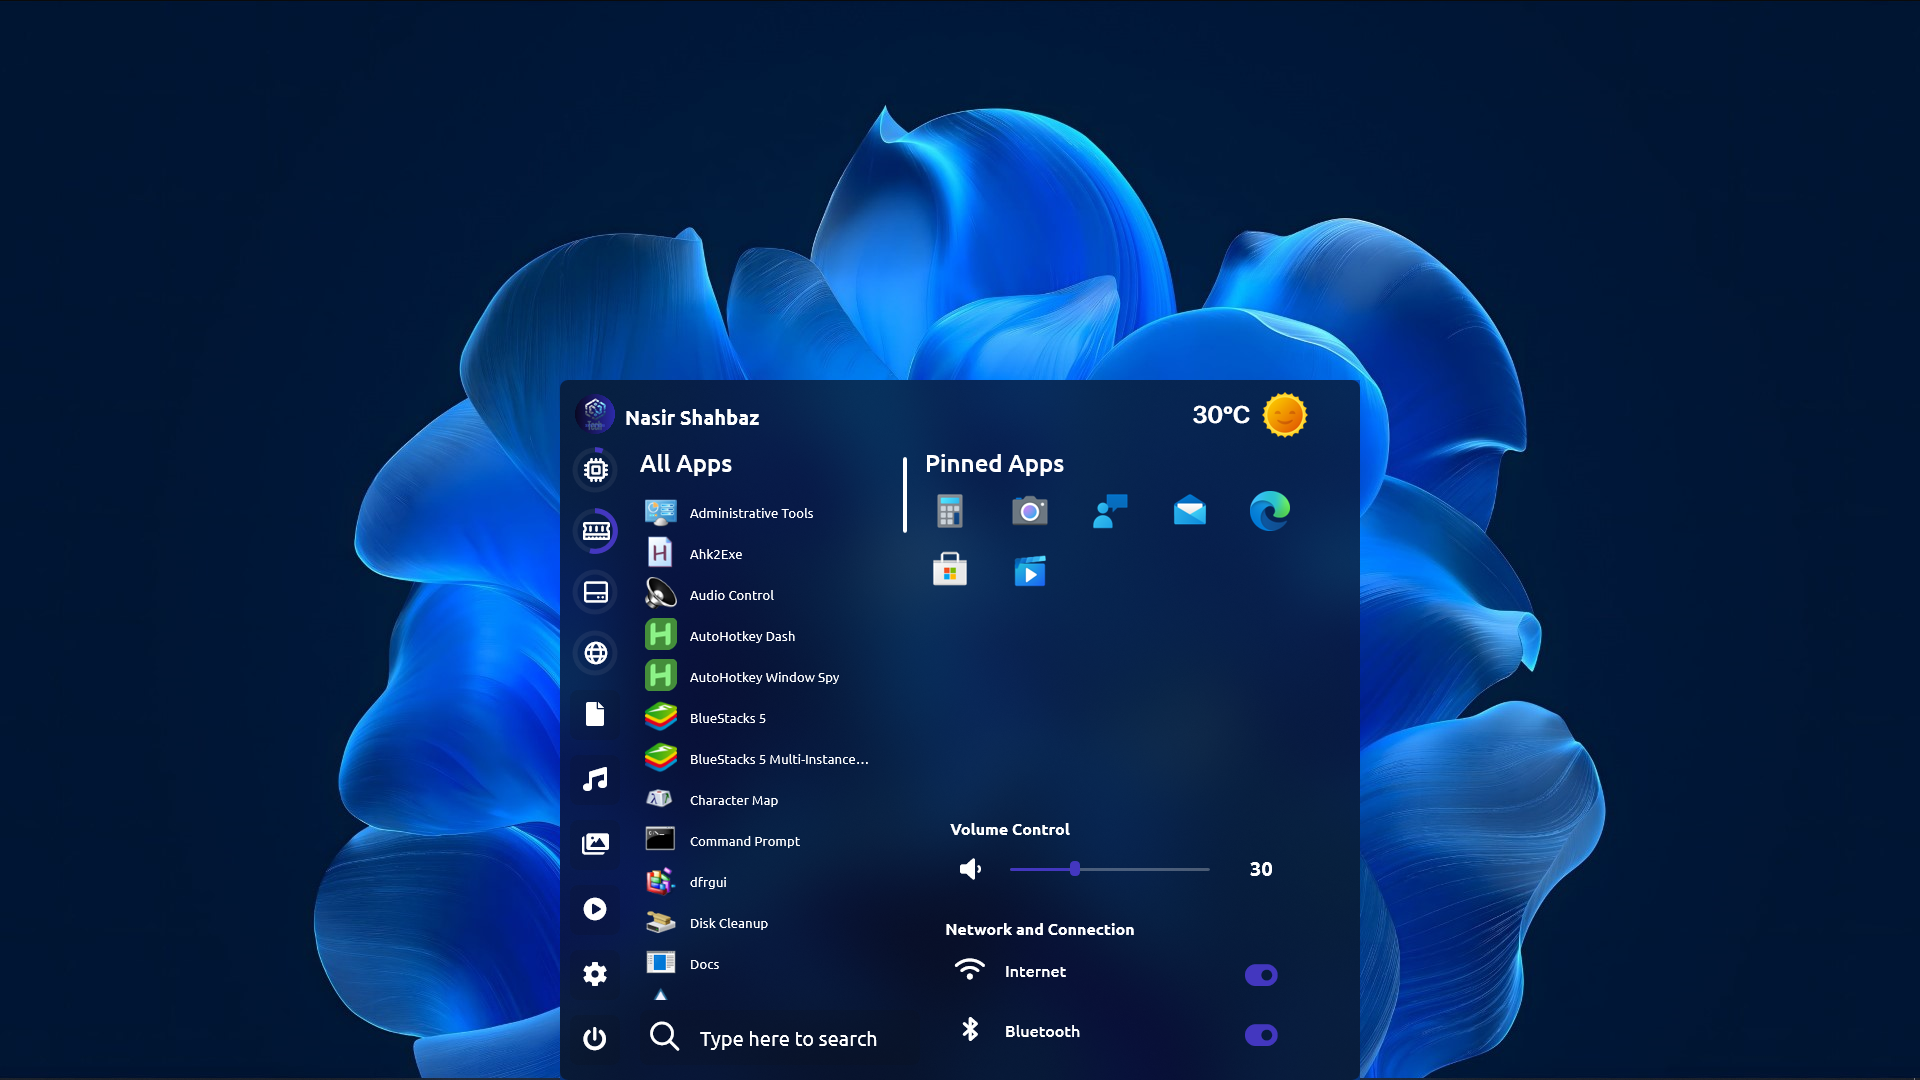 Tech
Nasir Shahbaz
30°C
All Apps
Administrative Tools
Ahk2Exe
Audio Control
AutoHotkey Dash
AutoHotkey Window Spy
BlueStacks 5
BlueStacks 5 Multi-Instance...
Character Map
Command Prompt
dfrgui
Disk Cleanup
Docs
Type here to search
Pinned Apps
Volume Control
30
Network and Connection
Internet
Bluetooth